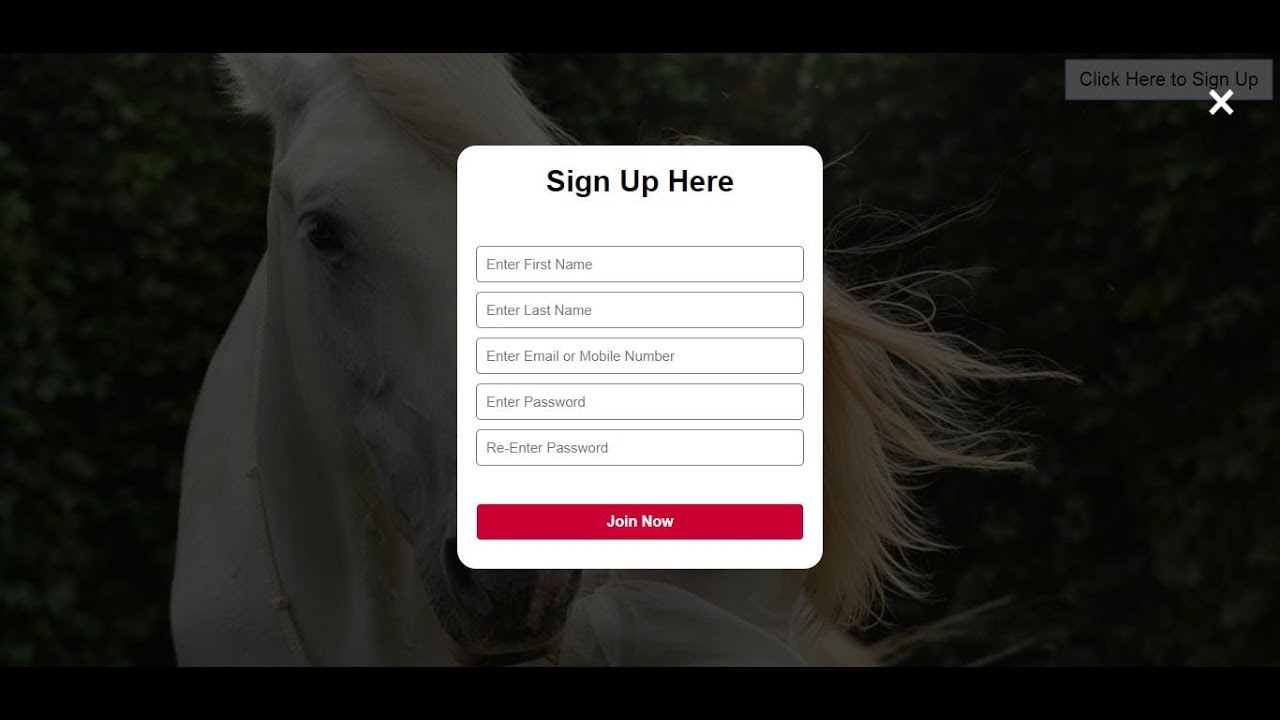 Click Here to Sign Up
Sign Up Here
Enter First Name
Enter Last Name
Enter Email or Mobile Number
Enter Password
Re-Enter Password
Join Now